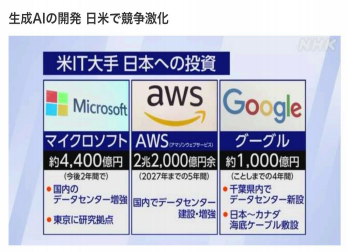 生成AIの開発 日米で競争激化
NHK
米IT大手 日本への投資
Microsoft
aws
Google
マイクロソフト
AWS(アマゾンウェブサービス)
グーグル
約4,400億円
2兆2,000億円余
約1,000億円
(今後2年間で)
(2027年までの5年間)
(ことしまでの4年間)
●国内の
データセンター増強
●東京に研究拠点
国内でデータセンター
建設・増強
●千葉県内で
データセンター新設
●日本〜カナダ
海底ケーブル敷設